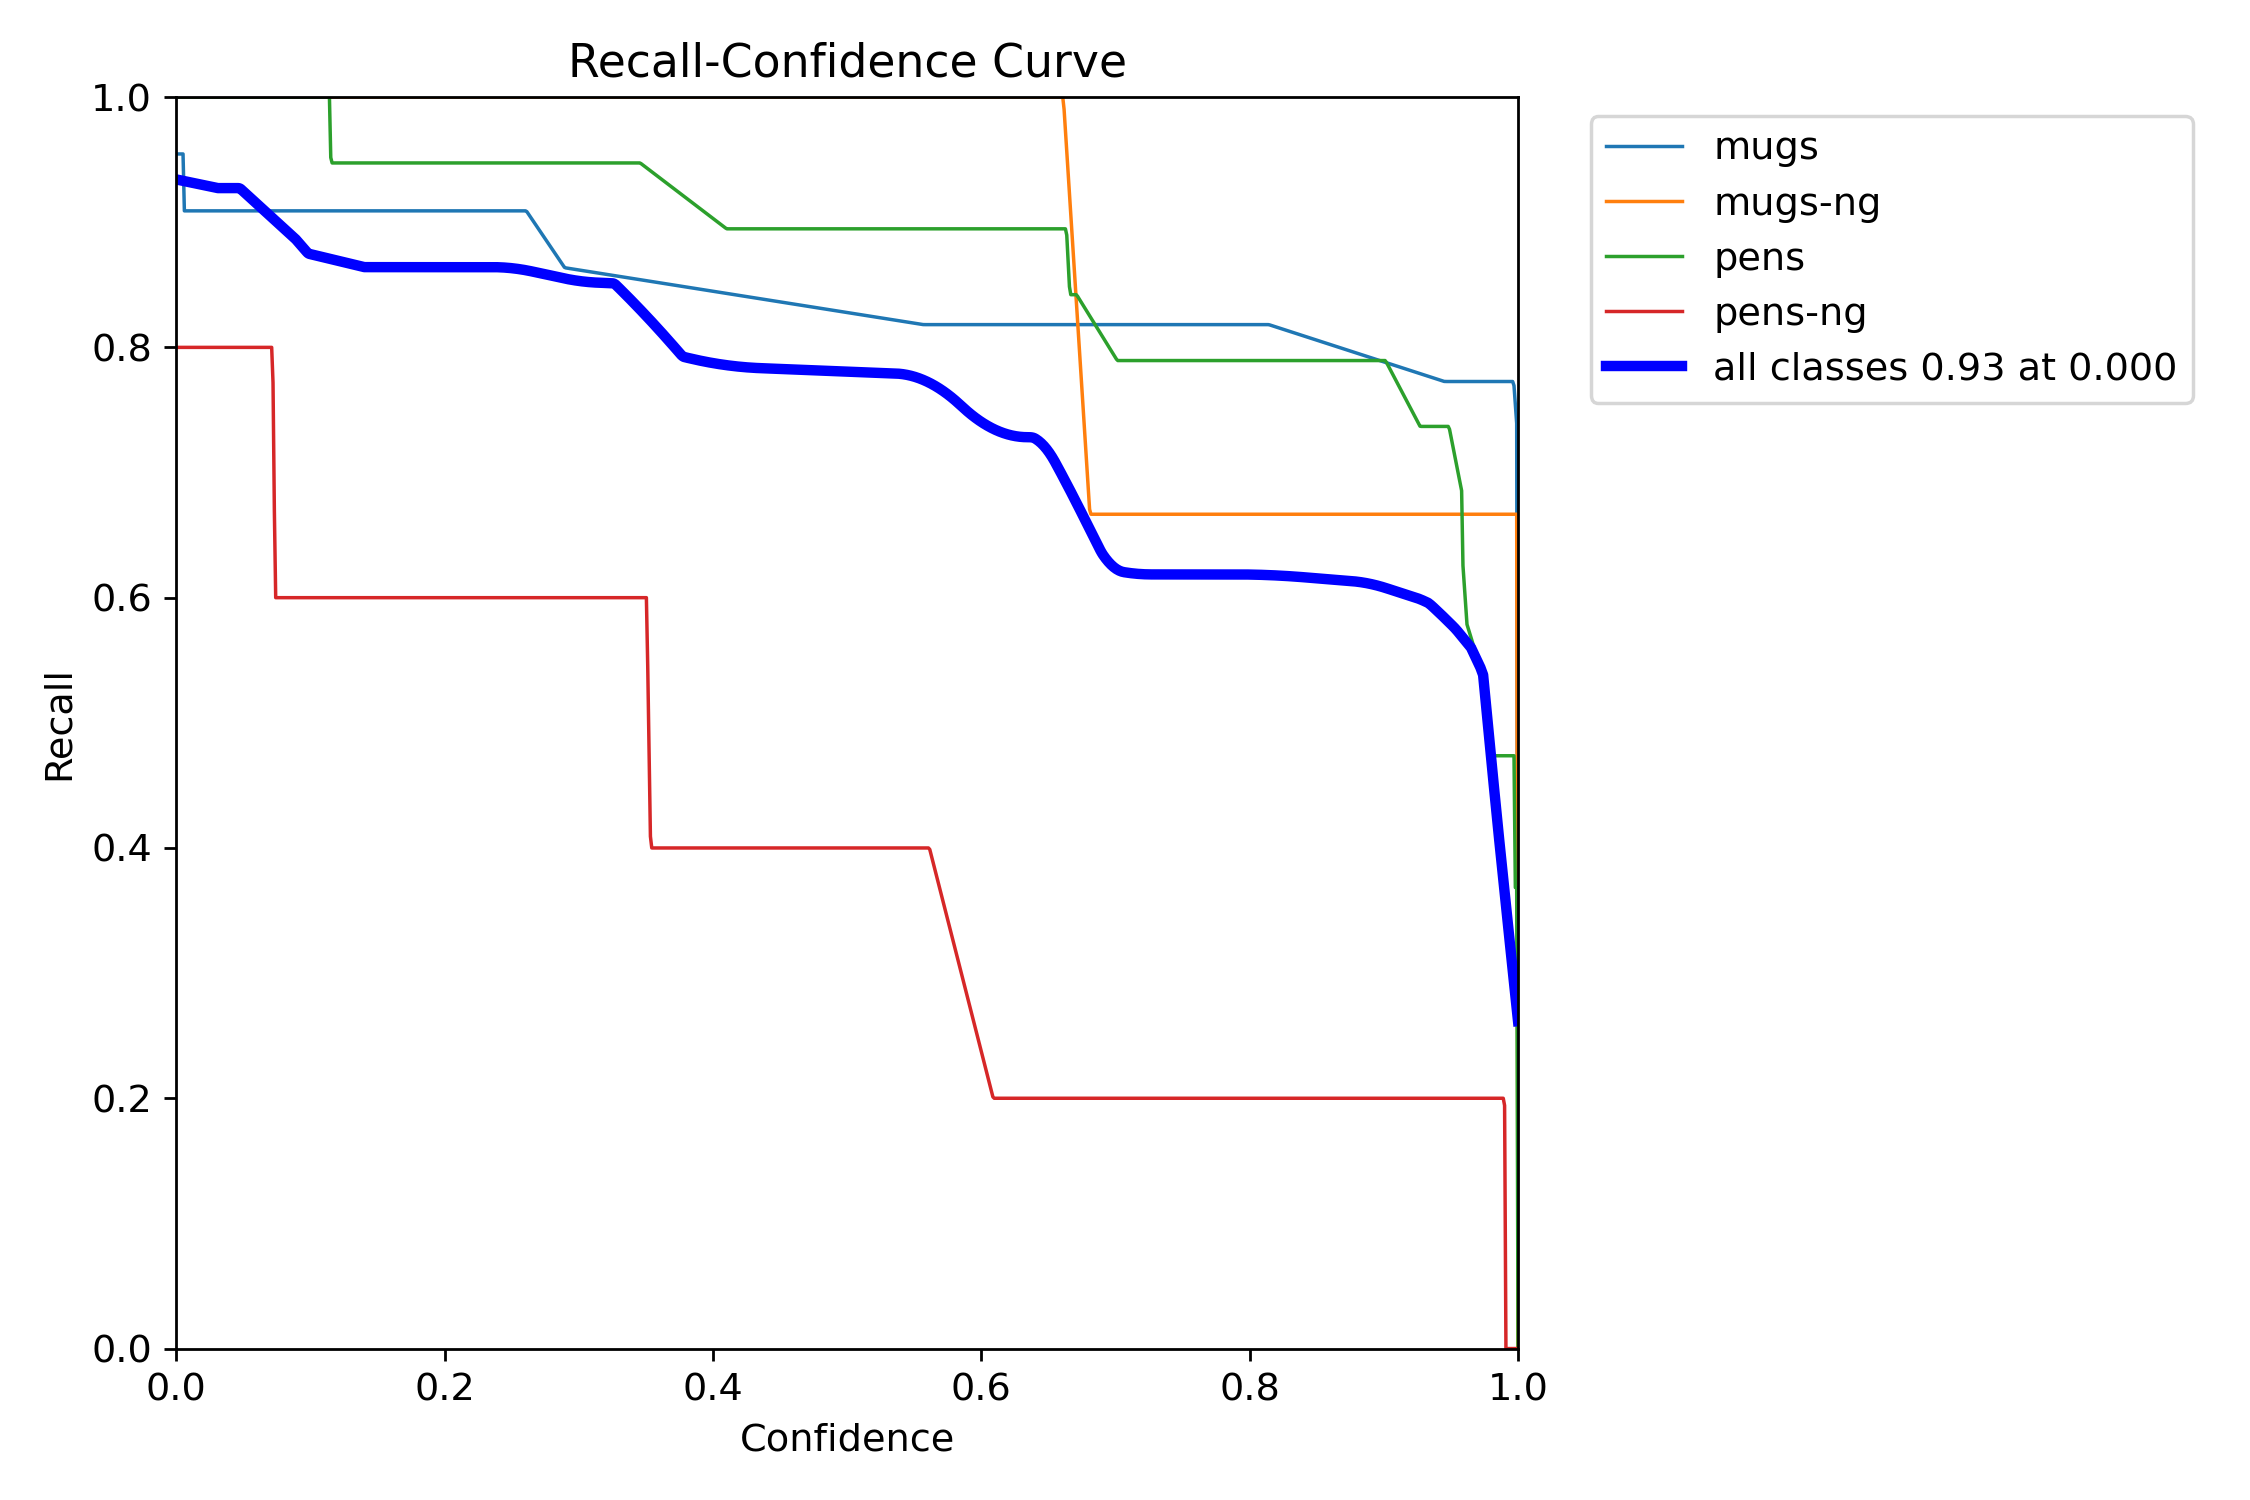 Recall-Confidence Curve
1.0
0.8
0.6
0.4
0.2
0.0
Recall
0.0 0.2 0.4 0.6 0.8 1.0
Confidence
mugs
mugs-ng
pens
pens-ng
all classes 0.93 at 0.000